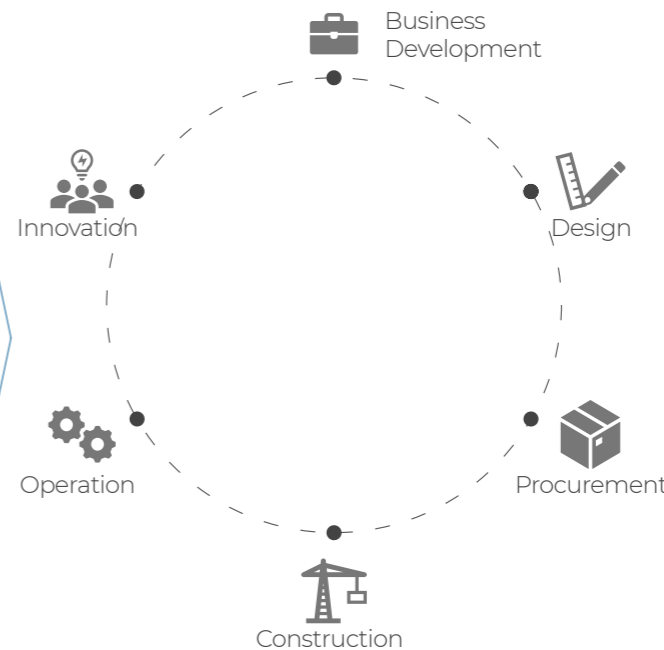 Business
Development
Innovation
Design
Operation
Procurement
Construction